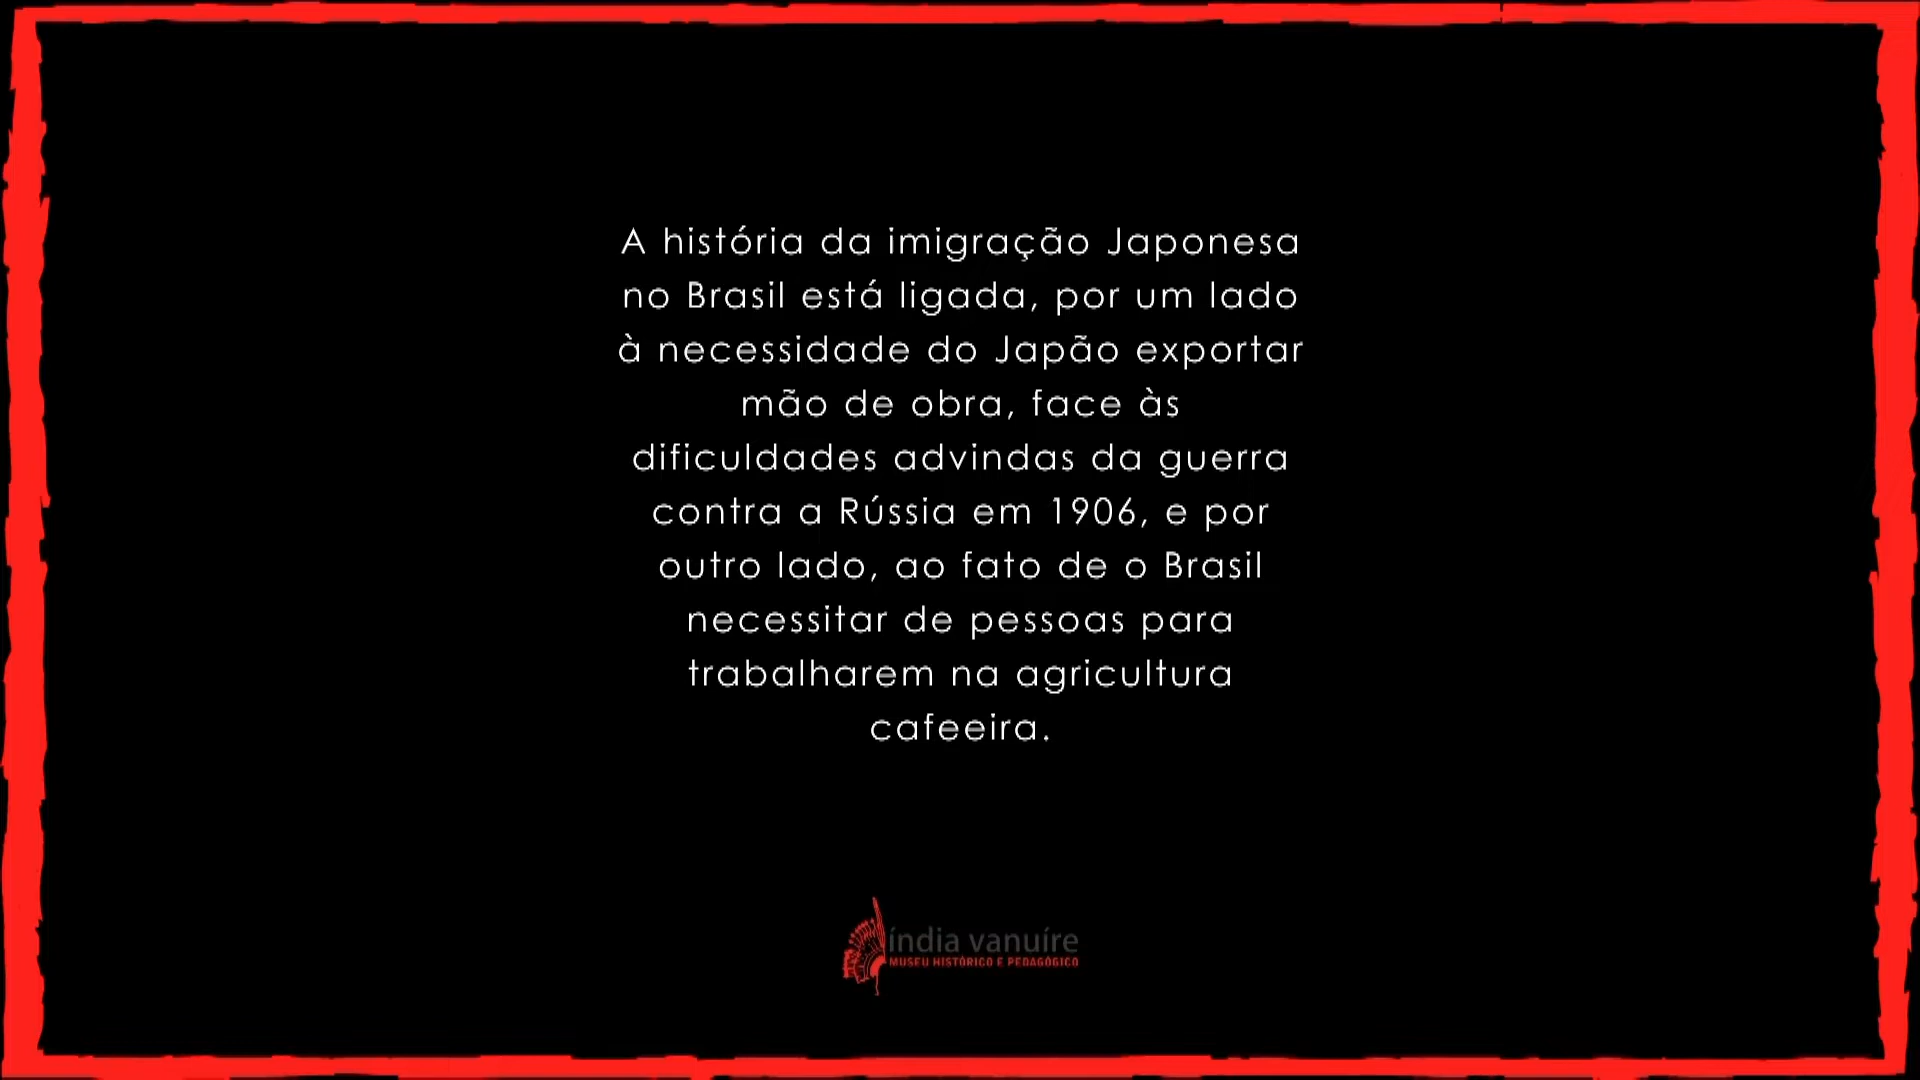 A história da imigração Japonesa
no Brasil está ligada, por um lado
à necessidade do Japão exportar
mão de obra, face às
dificuldades advindas da guerra
contra a Rússia em 1906, e por
outro lado, ao fato de o Brasil
necessitar de pessoas para
trabalharem na agricultura
cafeeira.
índia vanuíre
MUSEU HISTÓRICO E PEDAGÓGICO